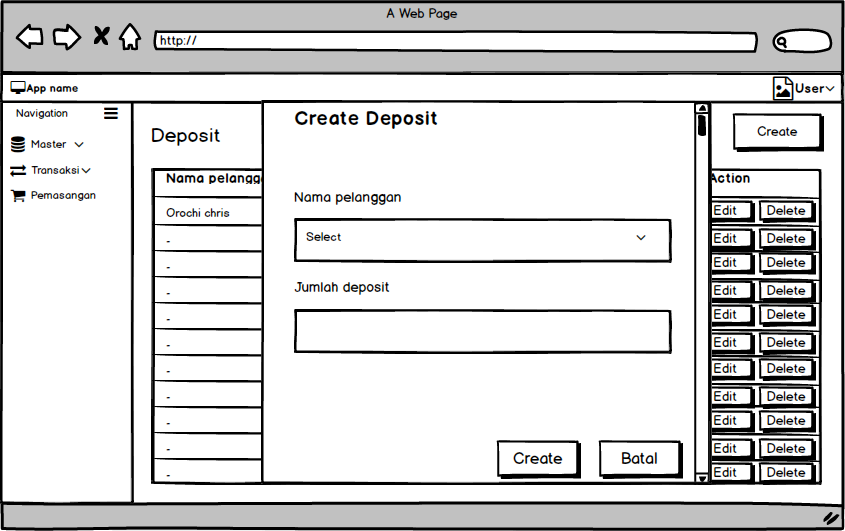 A Web Page
http://
App name
User
Navigation
Master
Transaksi
Pemasangan
Deposit
Create
Nama pelangga
Action
Orochi chris
Edit Delete
-
Edit Delete
-
Edit Delete
-
Edit Delete
-
Edit Delete
-
Edit Delete
-
Edit Delete
-
Edit Delete
-
Edit Delete
-
Edit Delete
-
Edit Delete
Create Deposit
Nama pelanggan
Select
Jumlah deposit
Create
Batal